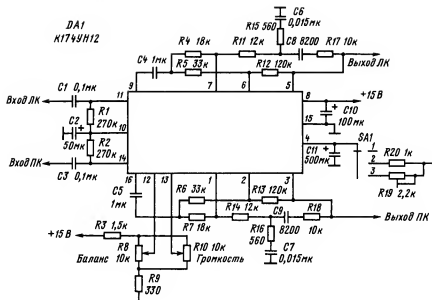 DA1
К174УН12
C6
0,015мк
R15 560
R4 18к
R11 12к
C8 8200
R17 10к
C4 1мк
R5 33к
R12 120к
Выход ЛК
9
7
6
5
C1 0,1мк
Вход ЛК
11
8
+15 В
R1
270к
C10
100мк
C2
+
50мк
10
15
R2
270к
4
C11
500мк
SA1
1
2
3
R20 1к
R19 2,2к
Вход ПК
14
C3 0,1мк
16
12
13
1
2
3
C5
1мк
R6 33к
R13 120к
R14 12к
C9
8200
R18
10к
R7 18к
Выход ПК
R16
560
C7
0,015мк
+15 В
R3 1,5к
R8
10к
R10 10к
Баланс
Громкость
R9
330